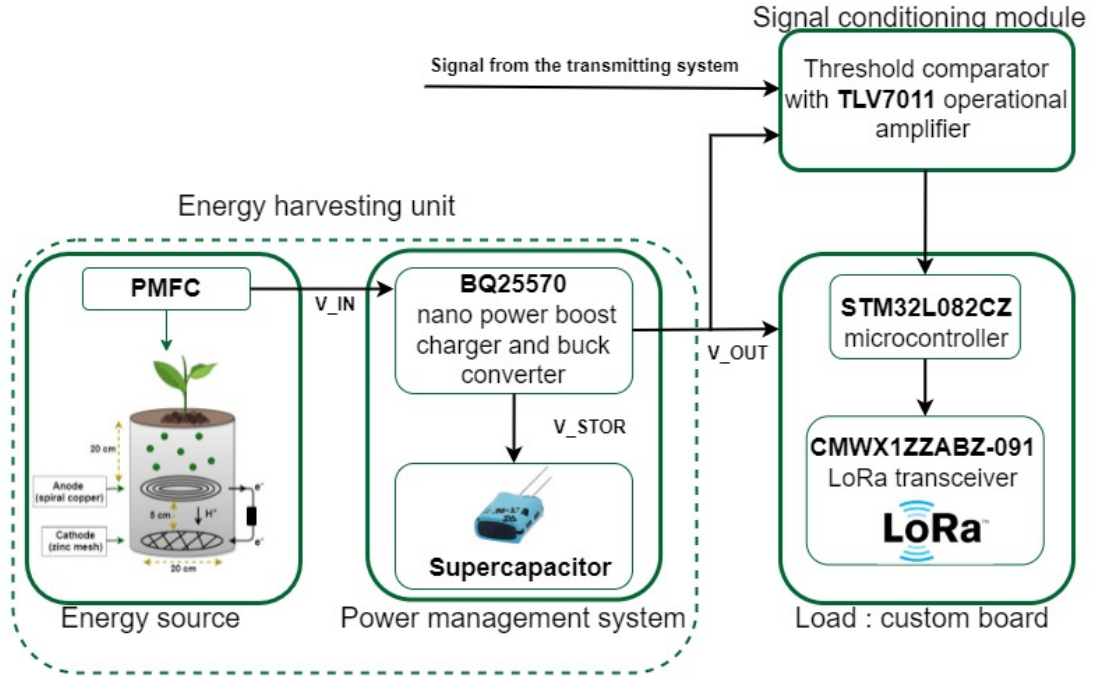 Signal conditioning module
Signal from the transmitting system
Threshold comparator
with TLV7011 operational
amplifier
Energy harvesting unit
PMFC
V_IN
BQ25570
nano power boost
charger and buck
converter
V_OUT
V_STOR
Supercapacitor
STM32L082CZ
microcontroller
CMWX1ZZABZ-091
LoRa transceiver
LoRa™
20 cm
Anode
(spiral copper)
e⁻
5 cm
H⁺
Cathode
(zinc mesh)
e⁻
20 cm
Energy source
Power management system
Load : custom board